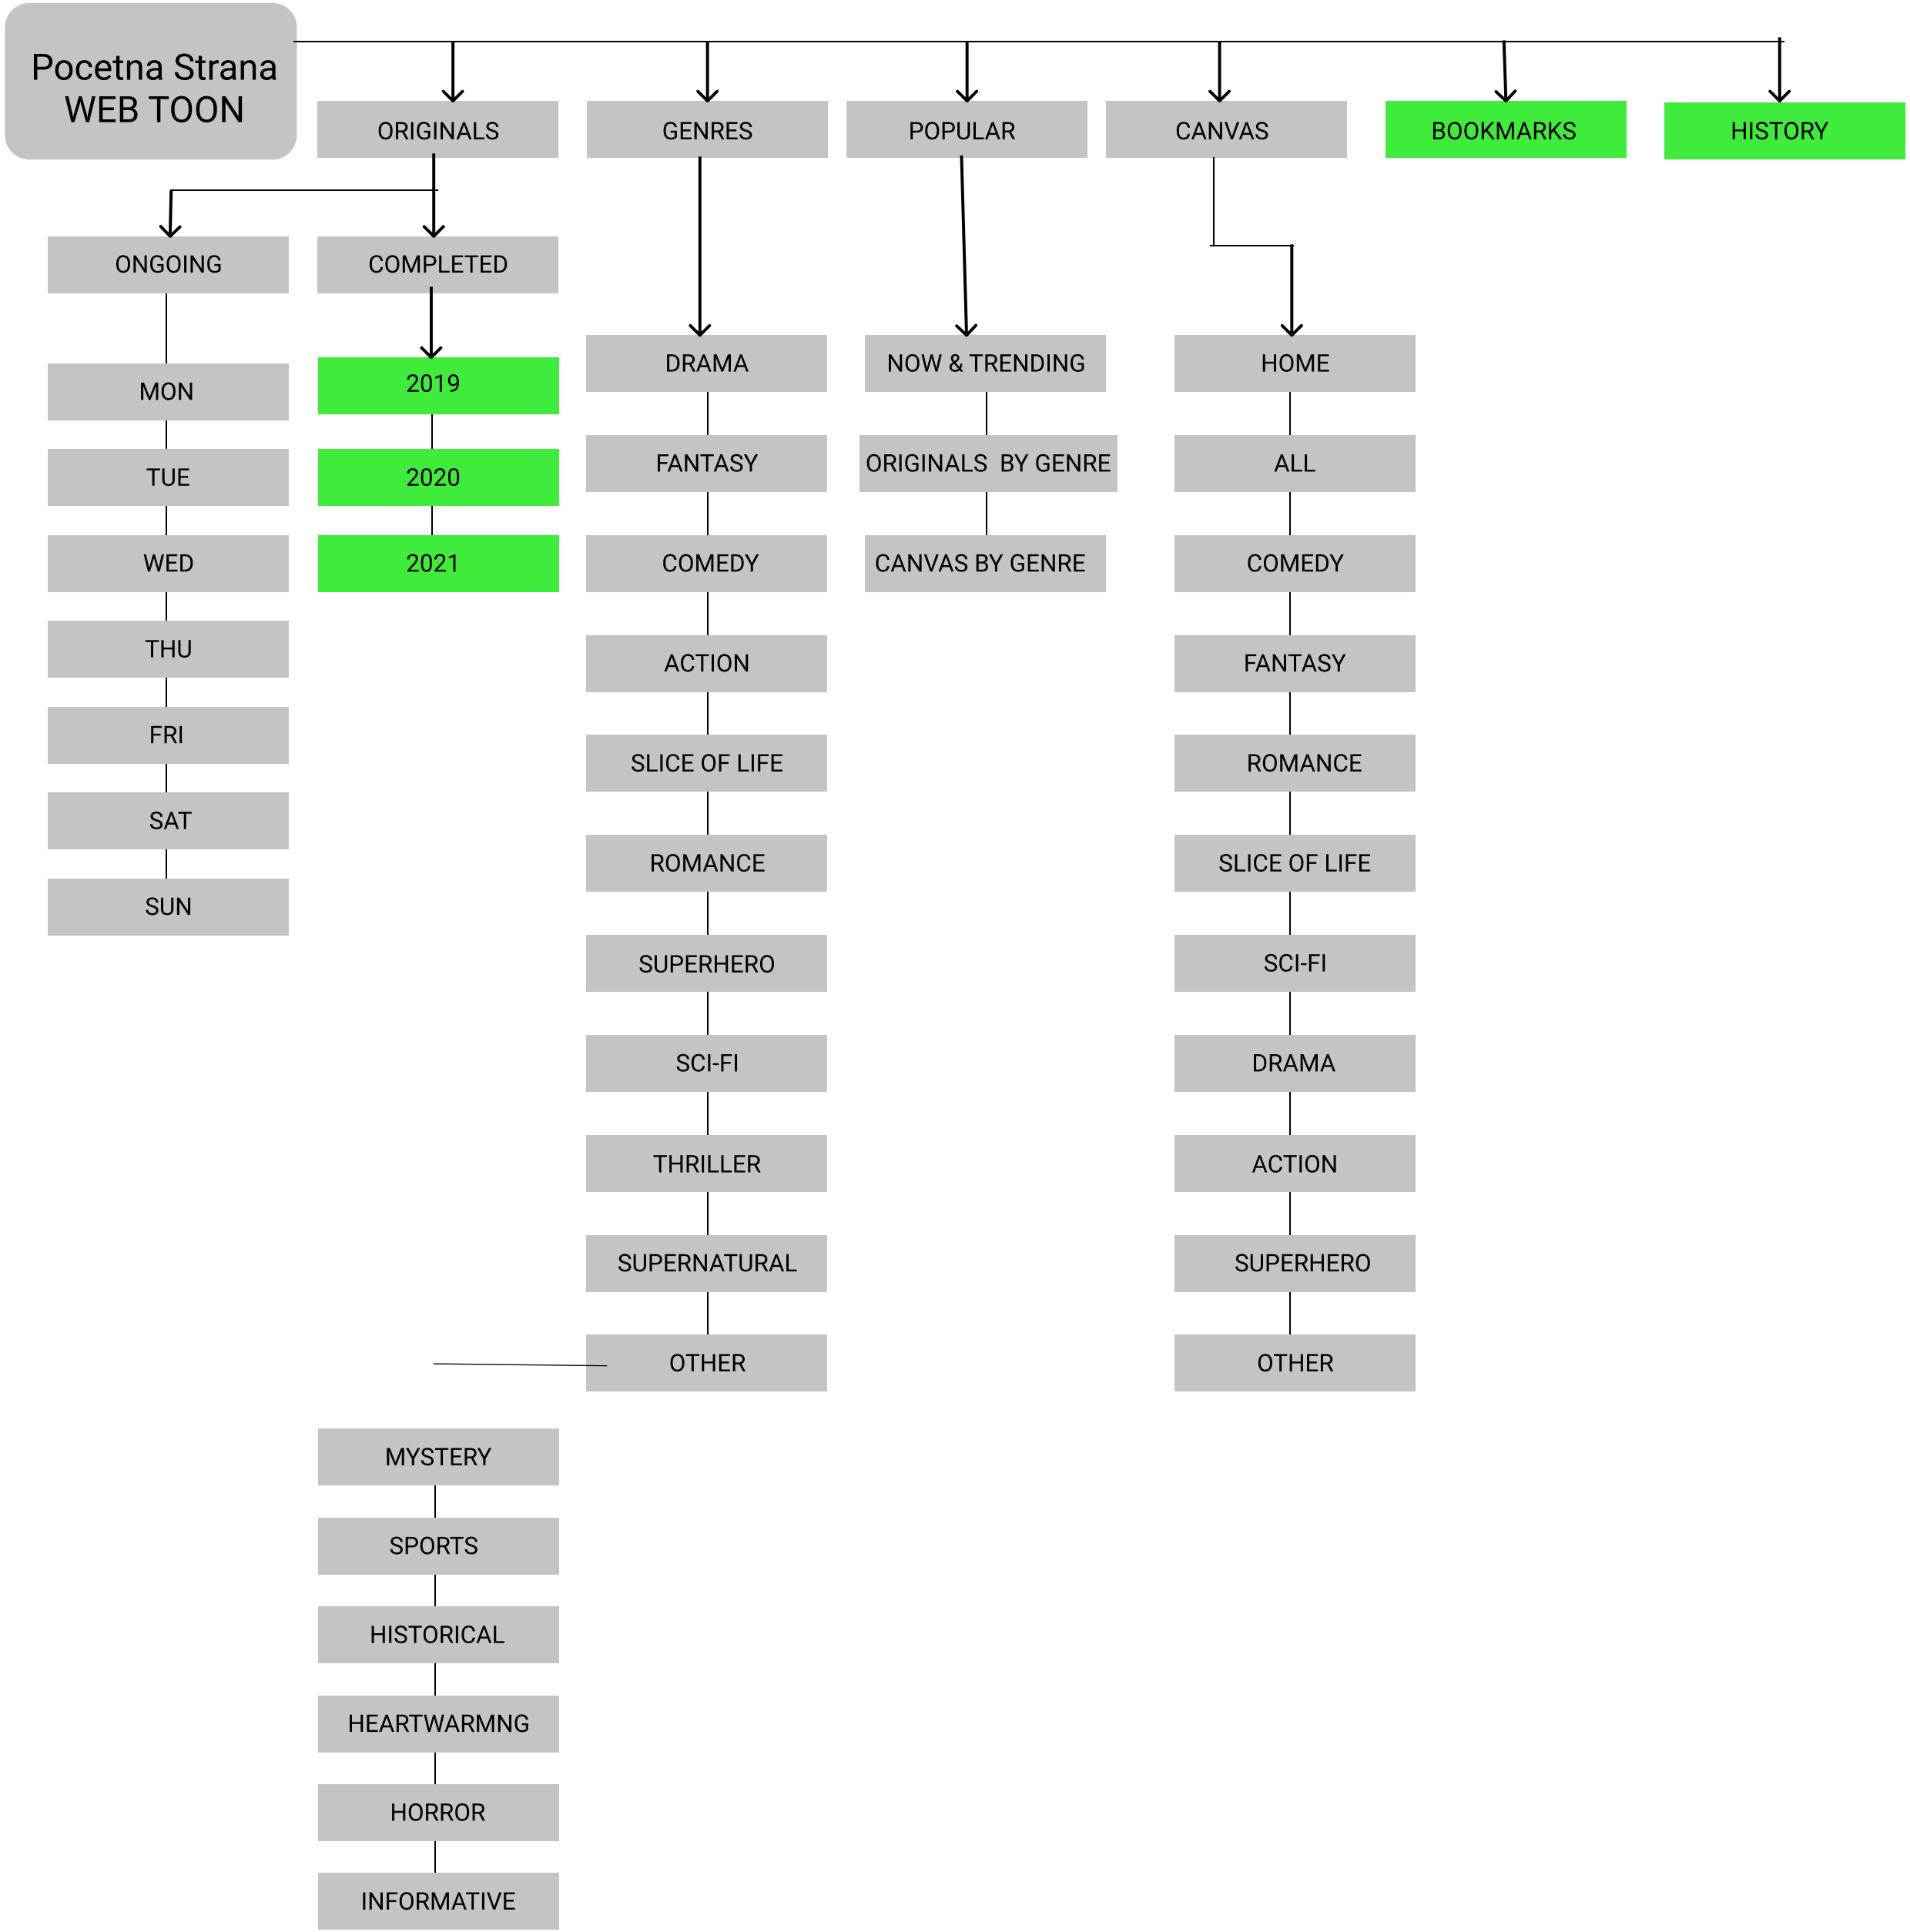 Pocetna Strana
WEB TOON
ORIGINALS
GENRES
POPULAR
CANVAS
BOOKMARKS
HISTORY
ONGOING
MON
TUE
WED
THU
FRI
SAT
SUN
COMPLETED
2019
2020
2021
DRAMA
FANTASY
COMEDY
ACTION
SLICE OF LIFE
ROMANCE
SUPERHERO
SCI-FI
THRILLER
SUPERNATURAL
OTHER
MYSTERY
SPORTS
HISTORICAL
HEARTWARMNG
HORROR
INFORMATIVE
NOW & TRENDING
ORIGINALS  BY GENRE
CANVAS BY GENRE
HOME
ALL
COMEDY
FANTASY
ROMANCE
SLICE OF LIFE
SCI-FI
DRAMA
ACTION
SUPERHERO
OTHER